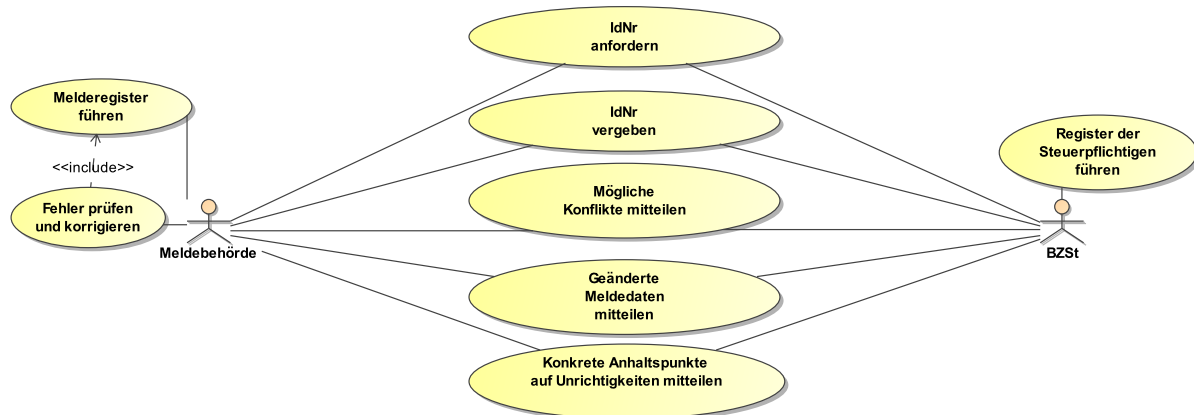 IdNr
anfordern
Melderegister
führen
IdNr
vergeben
Register der
Steuerpflichtigen
führen
<<include>>
Mögliche
Konflikte mitteilen
Fehler prüfen
und korrigieren
Meldebehörde
BZSt
Geänderte
Meldedaten
mitteilen
Konkrete Anhaltspunkte
auf Unrichtigkeiten mitteilen